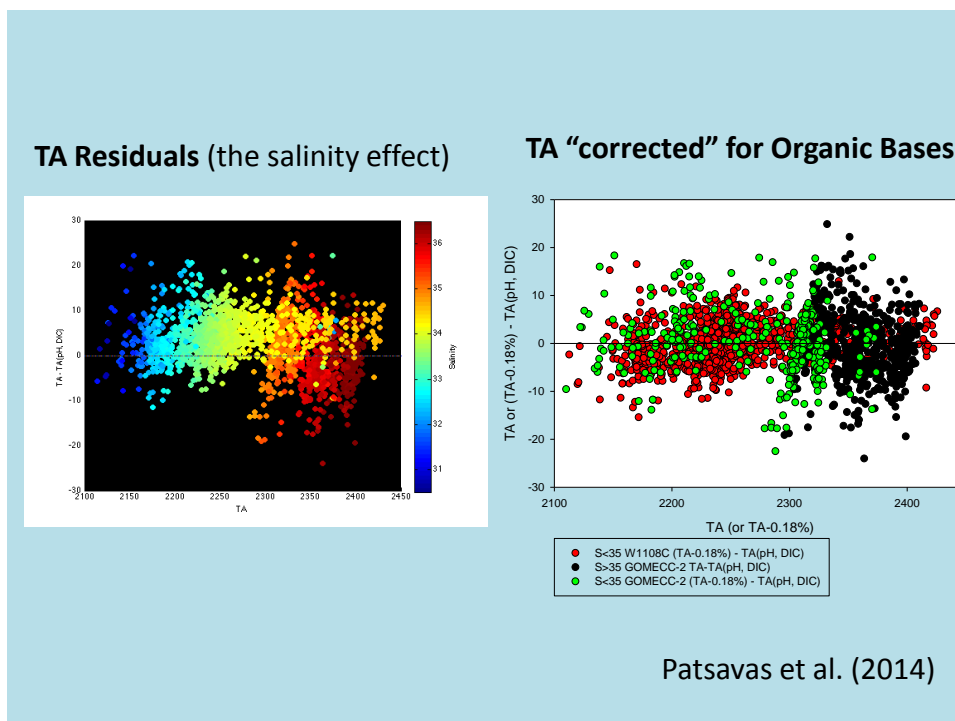 TA Residuals (the salinity effect)
TA "corrected" for Organic Bases
30
20
10
0
-10
-20
-30
2100 2150 2200 2250 2300 2350 2400 2450
TA
TA - TA(pH, DIC)
36
35
34
33
32
31
Salinity
30
20
10
0
-10
-20
-30
2100 2200 2300 2400
TA (or TA-0.18%)
TA or (TA-0.18%) - TA(pH, DIC)
S<35 W1108C (TA-0.18%) - TA(pH, DIC)
S>35 GOMECC-2 TA-TA(pH, DIC)
S<35 GOMECC-2 (TA-0.18%) - TA(pH, DIC)
Patsavas et al. (2014)